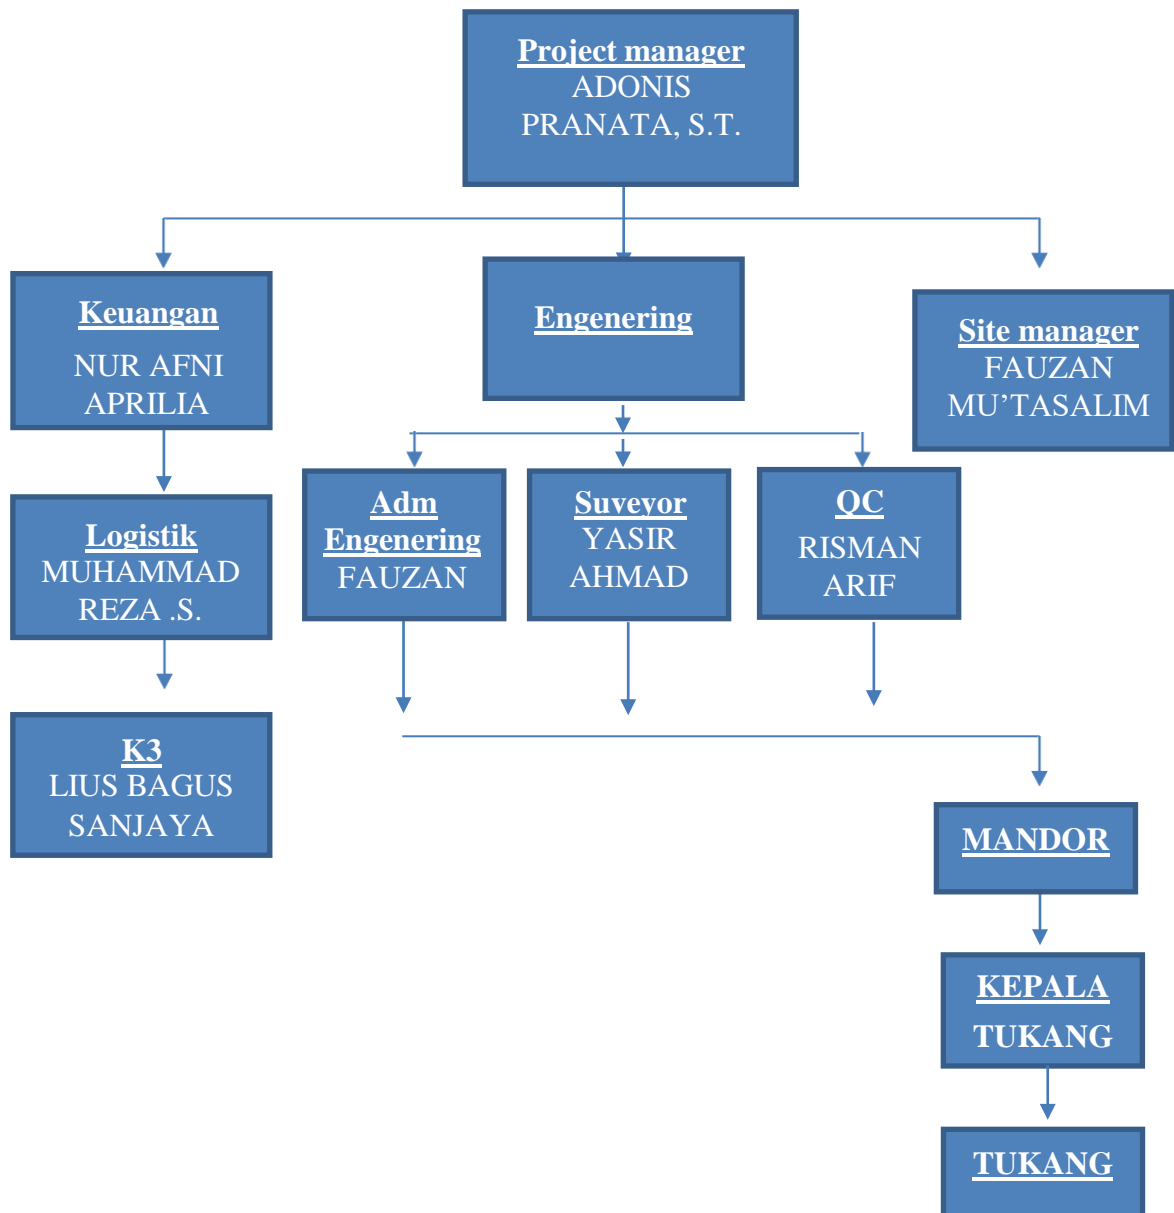 Project manager
ADONIS
PRANATA, S.T.
Keuangan
NUR AFNI
APRILIA
Engenering
Site manager
FAUZAN
MU’TASALIM
Logistik
MUHAMMAD
REZA .S.
Adm
Engenering
FAUZAN
Suveyor
YASIR
AHMAD
QC
RISMAN
ARIF
K3
LIUS BAGUS
SANJAYA
MANDOR
KEPALA
TUKANG
TUKANG